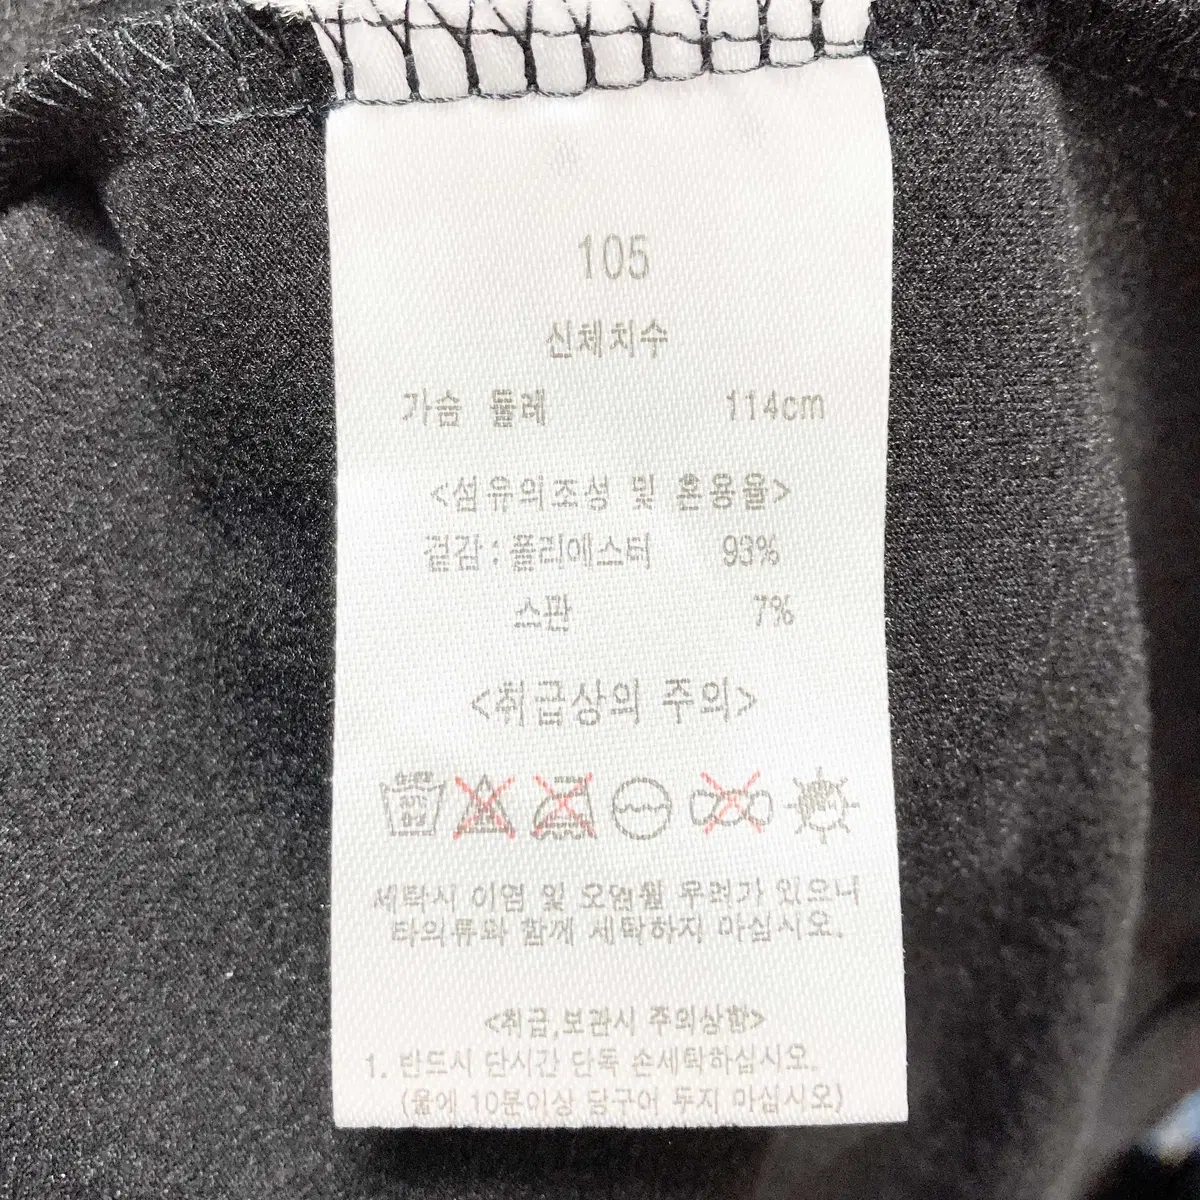 105
신체치수
가슴 둘레 114cm
<섬유의조성 및 혼용율>
겉감:폴리에스터 93%
스판 7%
<취급상의 주의>
세탁시 이염 및 오염될 우려가 있으니
타의류와 함께 세탁하지 마십시오.
<취급,보관시 주의상항>
1. 반드시 단시간 단독 손세탁하십시오.
(물에 10분이상 담구어 두지 마십시오)